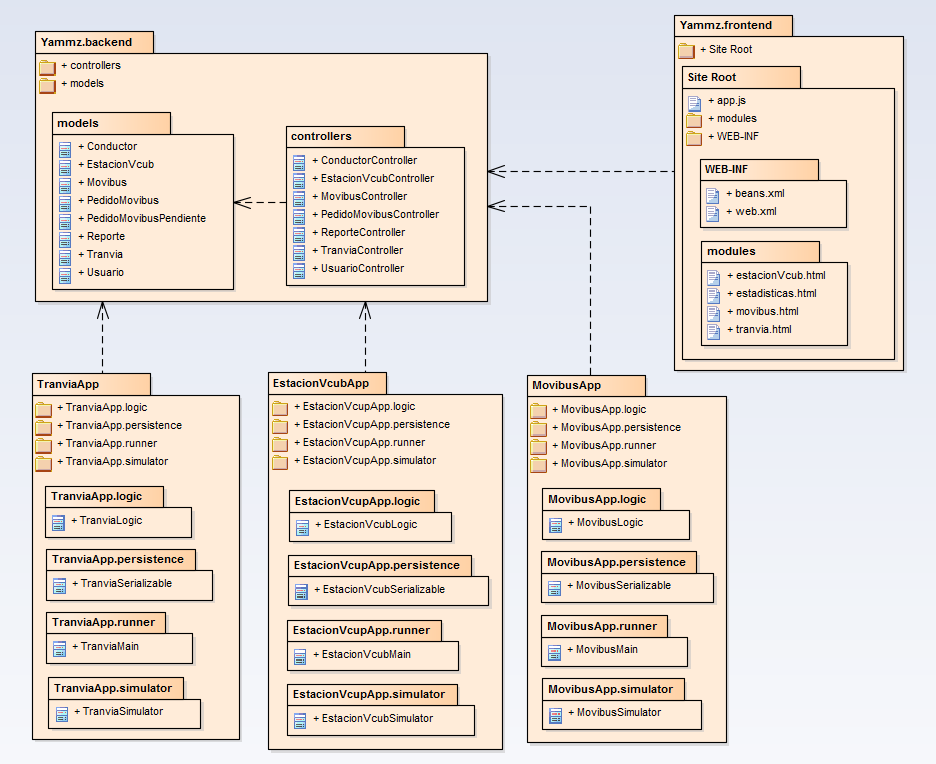 Yammz.backend
+ controllers
+ models
models
+ Conductor
+ EstacionVcub
+ Movibus
+ PedidoMovibus
+ PedidoMovibusPendiente
+ Reporte
+ Tranvia
+ Usuario
controllers
+ ConductorController
+ EstacionVcubController
+ MovibusController
+ PedidoMovibusController
+ ReporteController
+ TranviaController
+ UsuarioController
Yammz.frontend
+ Site Root
Site Root
+ app.js
+ modules
+ WEB-INF
WEB-INF
+ beans.xml
+ web.xml
modules
+ estacionVcub.html
+ estadisticas.html
+ movibus.html
+ tranvia.html
TranviaApp
+ TranviaApp.logic
+ TranviaApp.persistence
+ TranviaApp.runner
+ TranviaApp.simulator
TranviaApp.logic
+ TranviaLogic
TranviaApp.persistence
+ TranviaSerializable
TranviaApp.runner
+ TranviaMain
TranviaApp.simulator
+ TranviaSimulator
EstacionVcubApp
+ EstacionVcupApp.logic
+ EstacionVcupApp.persistence
+ EstacionVcupApp.runner
+ EstacionVcupApp.simulator
EstacionVcupApp.logic
+ EstacionVcubLogic
EstacionVcupApp.persistence
+ EstacionVcubSerializable
EstacionVcupApp.runner
+ EstacionVcubMain
EstacionVcupApp.simulator
+ EstacionVcubSimulator
MovibusApp
+ MovibusApp.logic
+ MovibusApp.persistence
+ MovibusApp.runner
+ MovibusApp.simulator
MovibusApp.logic
+ MovibusLogic
MovibusApp.persistence
+ MovibusSerializable
MovibusApp.runner
+ MovibusMain
MovibusApp.simulator
+ MovibusSimulator